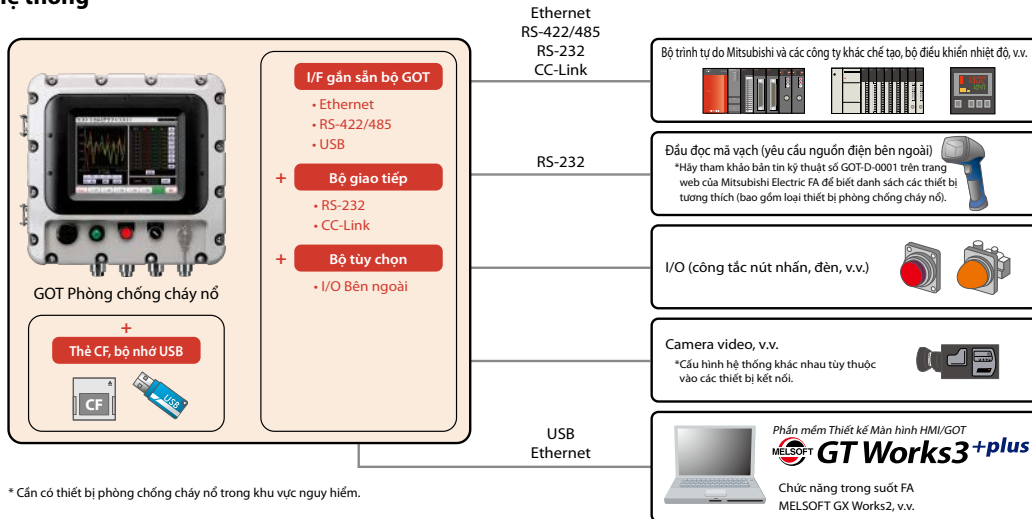 hệ thống
GOT Phòng chống cháy nổ
+
Thẻ CF, bộ nhớ USB
CF
USB
I/F gắn sẵn bộ GOT
• Ethernet
• RS-422/485
• USB
+ Bộ giao tiếp
• RS-232
• CC-Link
+ Bộ tùy chọn
• I/O Bên ngoài
Ethernet
RS-422/485
RS-232
CC-Link
Bộ trình tự do Mitsubishi và các công ty khác chế tạo, bộ điều khiển nhiệt độ, v.v.
RS-232
Đầu đọc mã vạch (yêu cầu nguồn điện bên ngoài)
*Hãy tham khảo bản tin kỹ thuật số GOT-D-0001 trên trang
web của Mitsubishi Electric FA để biết danh sách các thiết bị
tương thích (bao gồm loại thiết bị phòng chống cháy nổ).
I/O (công tắc nút nhấn, đèn, v.v.)
Camera video, v.v.
*Cấu hình hệ thống khác nhau tùy thuộc
vào các thiết bị kết nối.
USB
Ethernet
Phần mềm Thiết kế Màn hình HMI/GOT
MELSOFT GT Works3 +plus
Chức năng trong suốt FA
MELSOFT GX Works2, v.v.
* Cần có thiết bị phòng chống cháy nổ trong khu vực nguy hiểm.